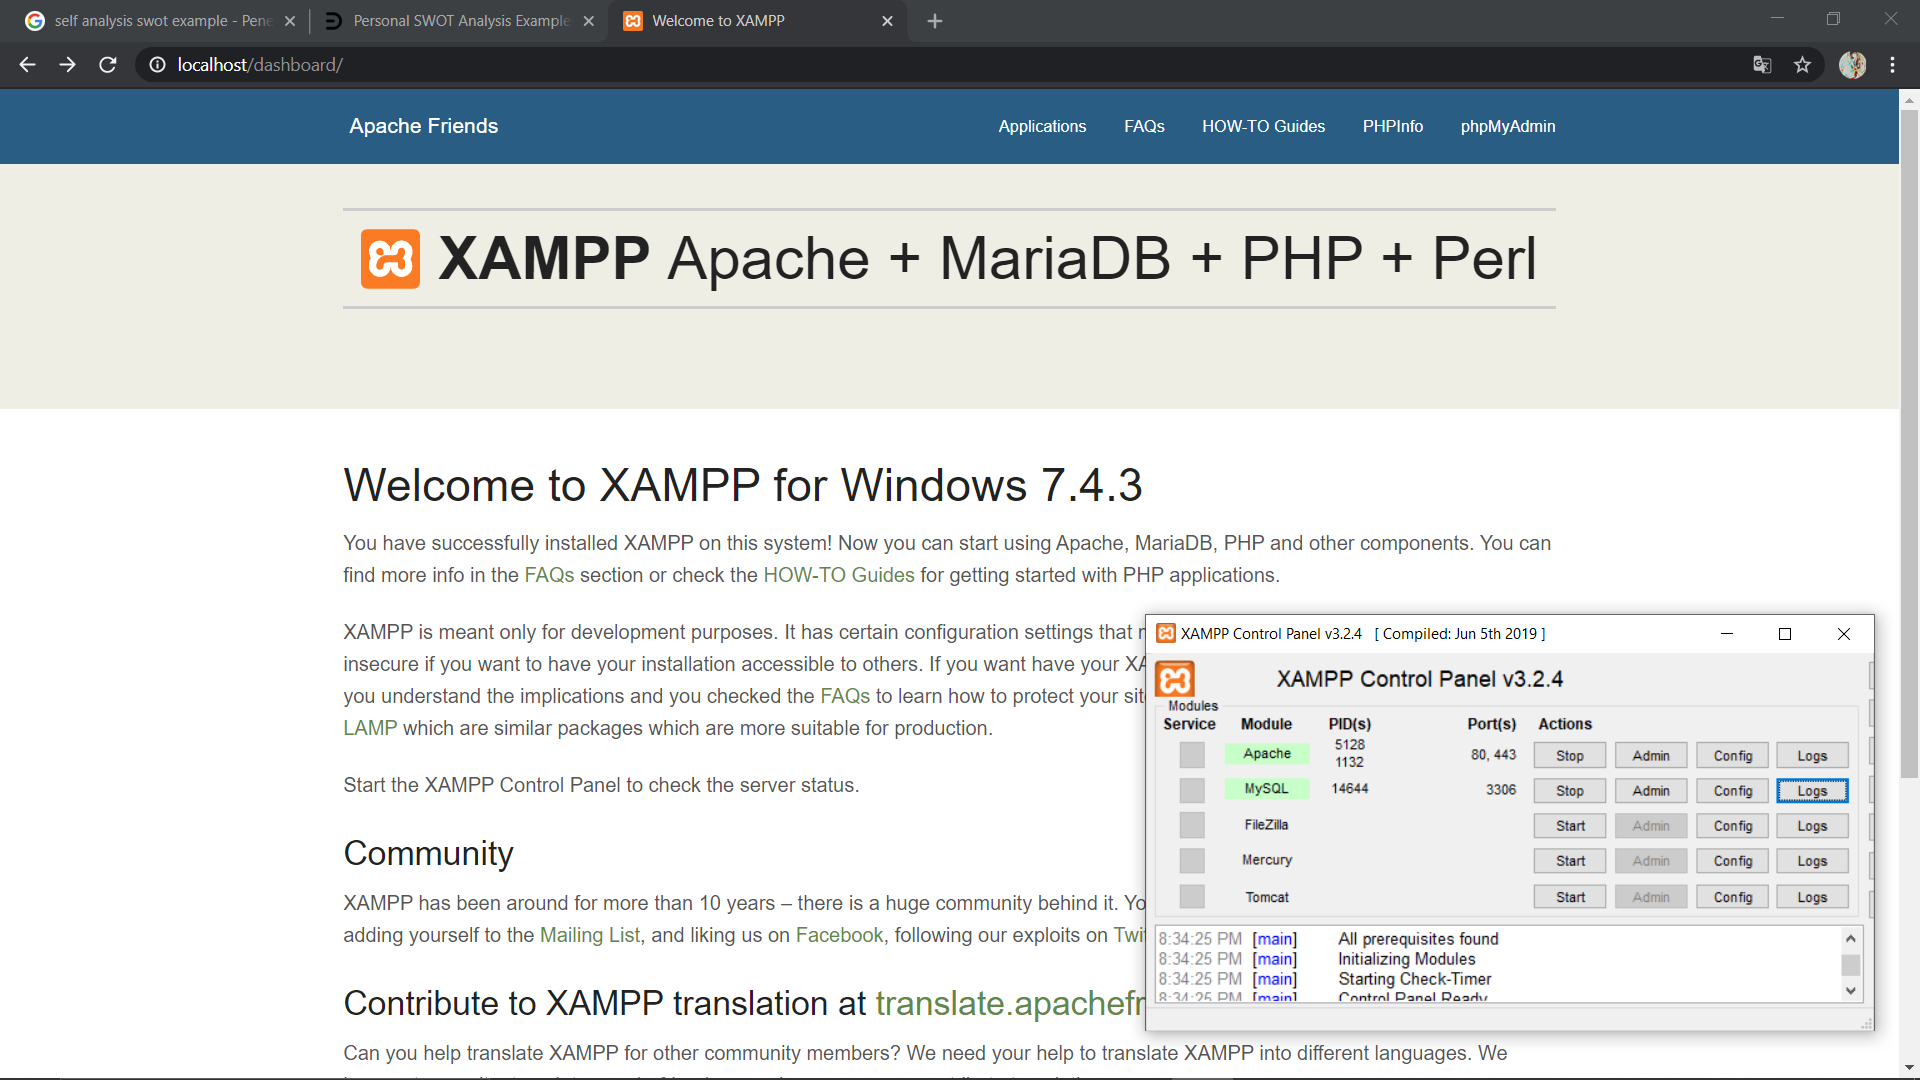 self analysis swot example - Pene
Personal SWOT Analysis Example
Welcome to XAMPP
localhost/dashboard/
Apache Friends
Applications
FAQs
HOW-TO Guides
PHPInfo
phpMyAdmin
XAMPP Apache + MariaDB + PHP + Perl
Welcome to XAMPP for Windows 7.4.3
You have successfully installed XAMPP on this system! Now you can start using Apache, MariaDB, PHP and other components. You can
find more info in the FAQs section or check the HOW-TO Guides for getting started with PHP applications.
XAMPP is meant only for development purposes. It has certain configuration settings that
insecure if you want to have your installation accessible to others. If you want have your XA
you understand the implications and you checked the FAQs to learn how to protect your sit
LAMP which are similar packages which are more suitable for production.
Start the XAMPP Control Panel to check the server status.
Community
XAMPP has been around for more than 10 years – there is a huge community behind it. Yo
adding yourself to the Mailing List, and liking us on Facebook, following our exploits on Twit
Contribute to XAMPP translation at translate.apachefr
Can you help translate XAMPP for other community members? We need your help to translate XAMPP into different languages. We
XAMPP Control Panel v3.2.4 [ Compiled: Jun 5th 2019 ]
XAMPP Control Panel v3.2.4
Modules
Service Module PID(s) Port(s) Actions
Apache 5128 1132 80, 443 Stop Admin Config Logs
MySQL 14644 3306 Stop Admin Config Logs
FileZilla Start Admin Config Logs
Mercury Start Admin Config Logs
Tomcat Start Admin Config Logs
8:34:25 PM [main] All prerequisites found
8:34:25 PM [main] Initializing Modules
8:34:25 PM [main] Starting Check-Timer
8:34:25 PM [main] Control Panel Ready